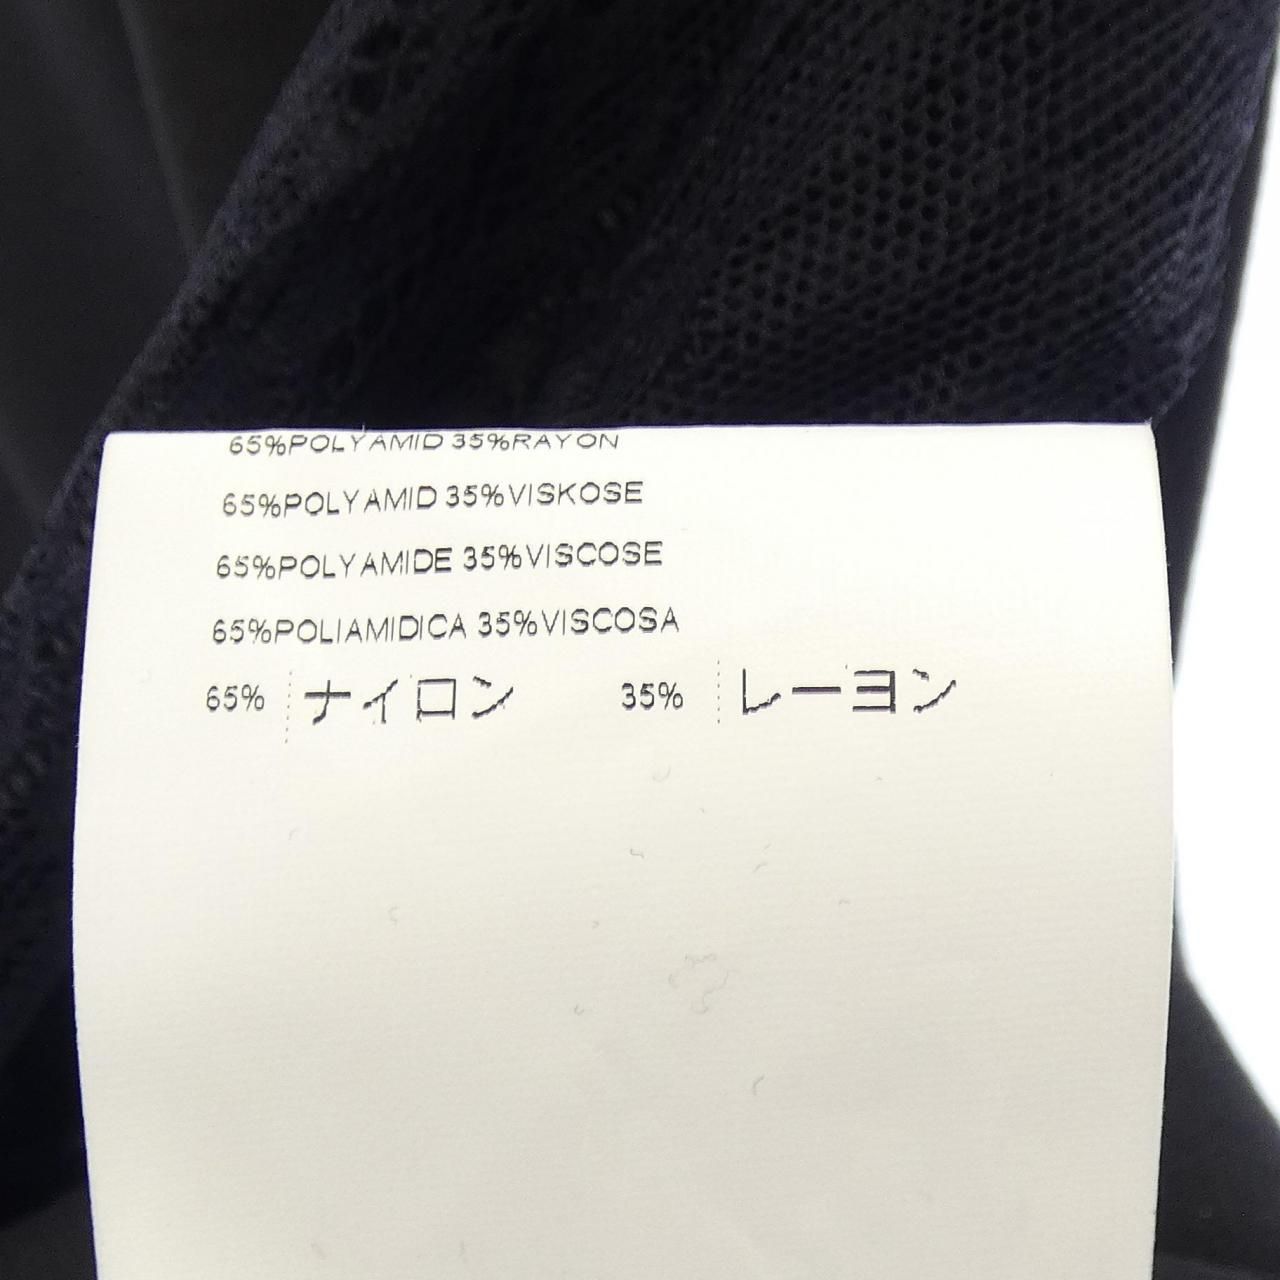 65%POLYAMID 35%RAYON
65%POLYAMID 35%VISKOSE
65%POLYAMIDE 35%VISCOSE
65%POLIAMIDICA 35%VISCOSA
65% ナイロン 35% レーヨン